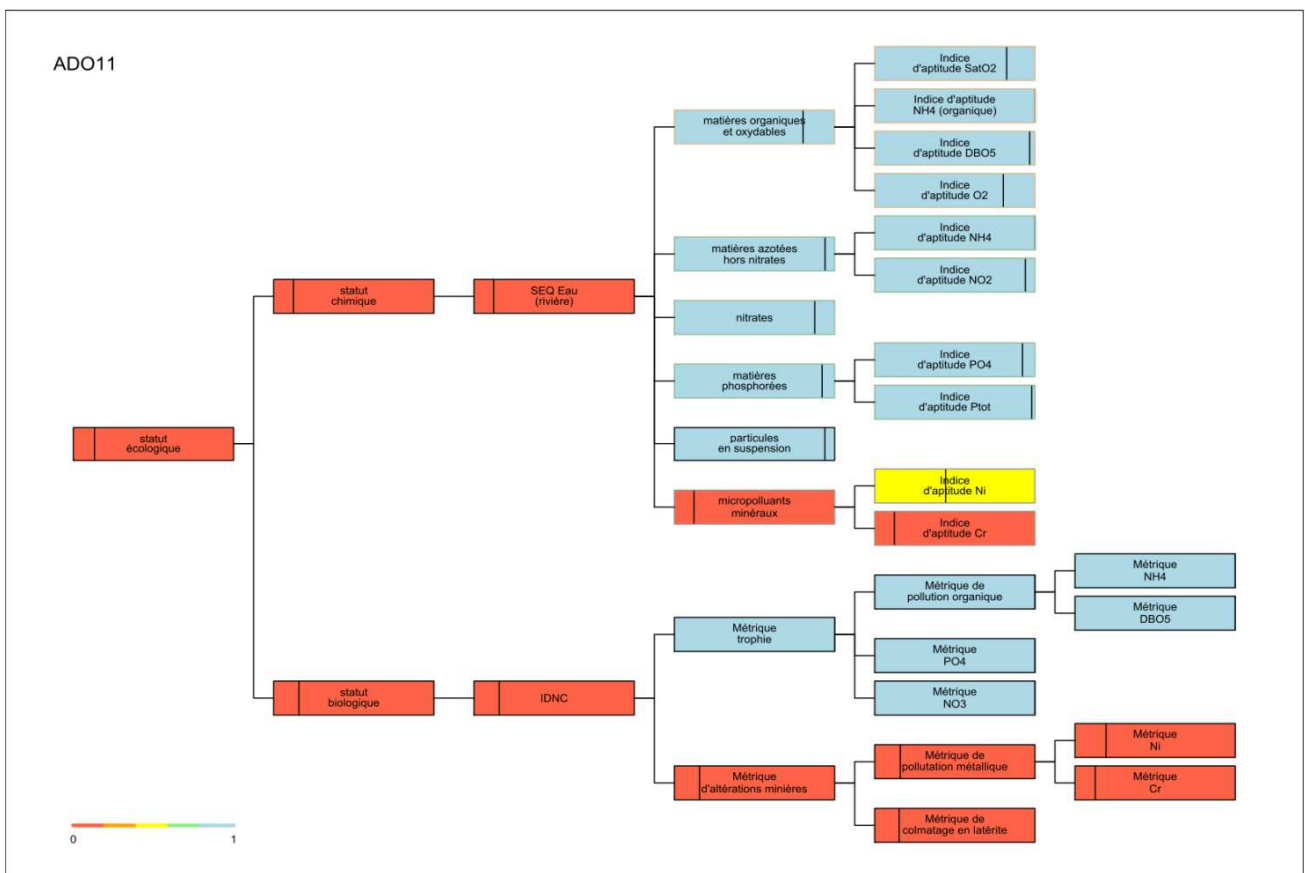 ADO11
Indice
d'aptitude SatO2
Indice d'aptitude
NH4 (organique)
matières organiques
et oxydables
Indice
d'aptitude DBO5
Indice
d'aptitude O2
matières azotées
hors nitrates
Indice
d'aptitude NH4
Indice
d'aptitude NO2
statut
chimique
SEQ Eau
(rivière)
nitrates
matières
phosphorées
Indice
d'aptitude PO4
Indice
d'aptitude Ptot
statut
écologique
particules
en suspension
micropolluants
minéraux
Indice
d'aptitude Ni
Indice
d'aptitude Cr
Métrique
trophie
Métrique de
pollution organique
Métrique
NH4
Métrique
DBO5
Métrique
PO4
Métrique
NO3
statut
biologique
IDNC
Métrique
d'altérations minières
Métrique de
pollutation métallique
Métrique
Ni
Métrique
Cr
Métrique de
colmatage en latérite
0
1